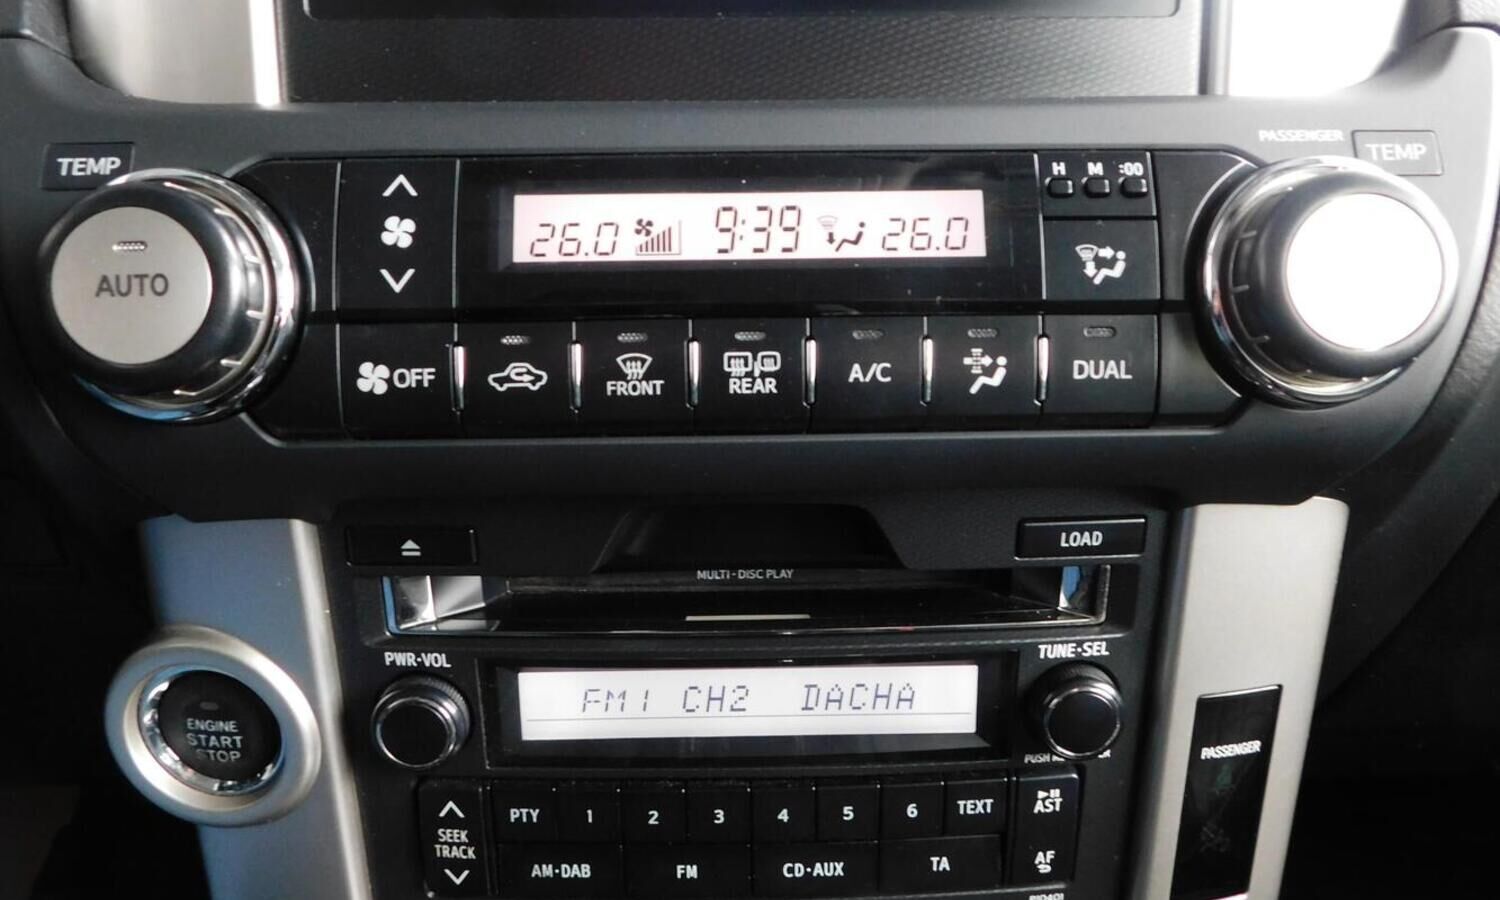 TEMP
PASSENGER TEMP
H M :00
26.0 9:39 26.0
AUTO
OFF
FRONT
REAR
A/C
DUAL
LOAD
MULTI-DISC PLAY
PWR·VOL
TUNE·SEL
FM1 CH2 DACHA
ENGINE
START
STOP
PASSENGER
PTY 1 2 3 4 5 6 TEXT AST
SEEK
TRACK
AM·DAB FM CD·AUX TA AF